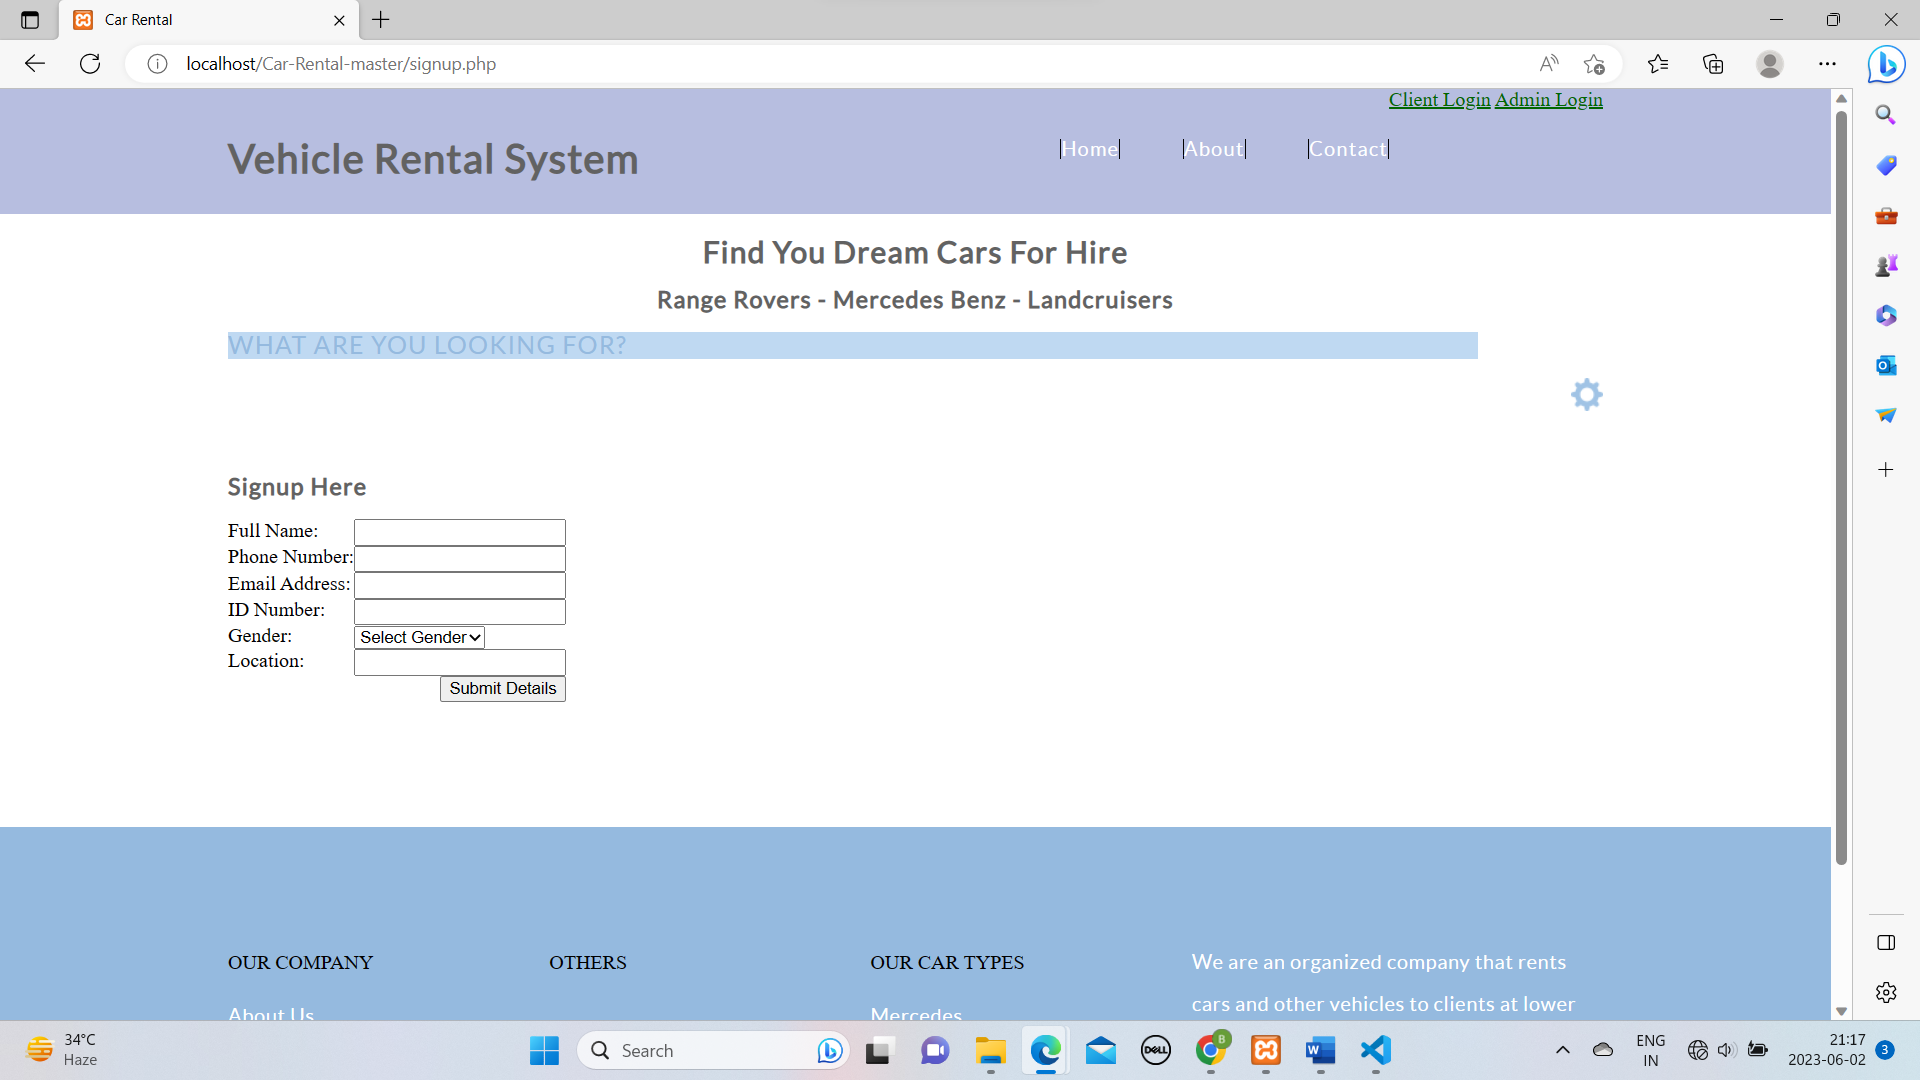 Car Rental
localhost/Car-Rental-master/signup.php
Client Login Admin Login
Vehicle Rental System
Home
About
Contact
Find You Dream Cars For Hire
Range Rovers - Mercedes Benz - Landcruisers
WHAT ARE YOU LOOKING FOR?
Signup Here
Full Name:
Phone Number:
Email Address:
ID Number:
Gender: Select Gender
Location:
Submit Details
OUR COMPANY
OTHERS
OUR CAR TYPES
We are an organized company that rents
cars and other vehicles to clients at lower
About Us
Mercedes
34°C
Haze
Search
DELL
B
ENG
IN
21:17
2023-06-02
3